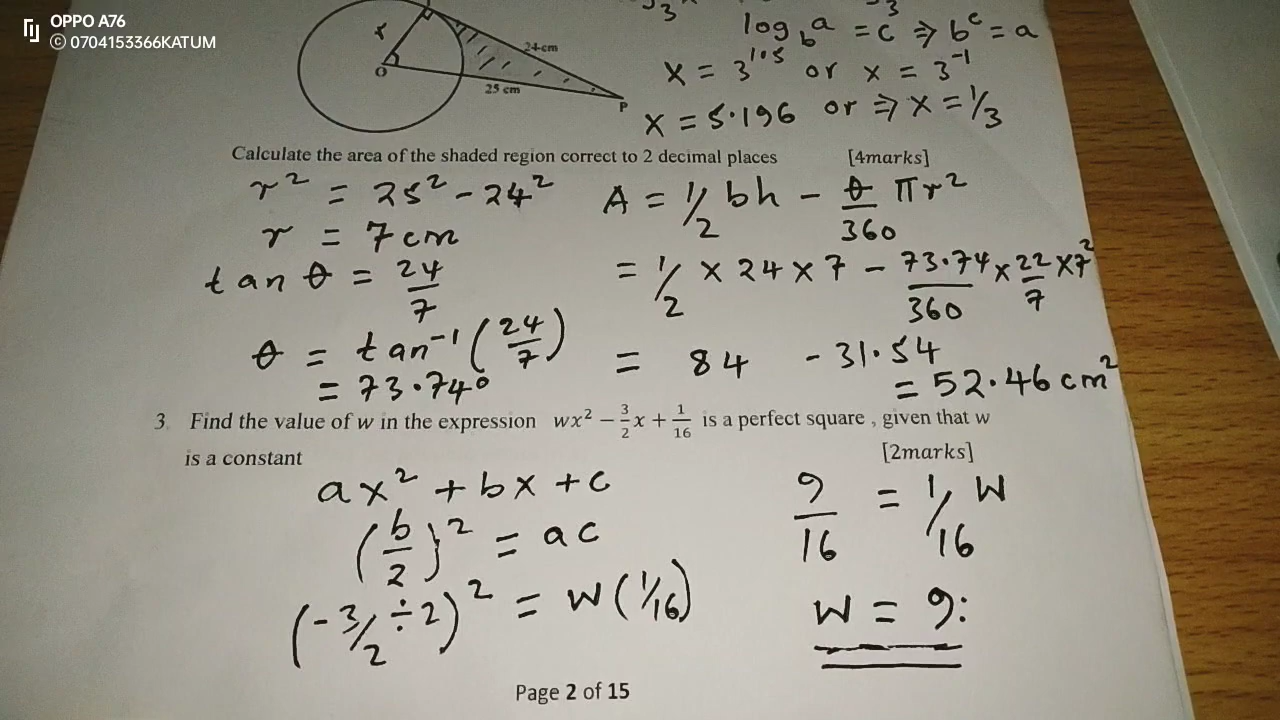 OPPO A76
© 0704153366KATUM
log_b a = c ⇒ b^c = a
x = 3^1.5 or x = 3^-1
x = 5.196 or ⇒ x = 1/3
r
O
24 cm
25 cm
P
Calculate the area of the shaded region correct to 2 decimal places [4marks]
r² = 25² - 24²
r = 7 cm
tan θ = 24/7
θ = tan⁻¹(24/7)
= 73.74°
A = 1/2 bh - θ/360 πr²
= 1/2 × 24 × 7 - 73.74/360 × 22/7 × 7²
= 84 - 31.54
= 52.46 cm²
3. Find the value of w in the expression wx² − 3/2 x + 1/16 is a perfect square , given that w
is a constant [2marks]
ax² + bx + c
(b/2)² = ac
(-3/2 ÷ 2)² = W(1/16)
9/16 = 1/16 W
W = 9:
Page 2 of 15